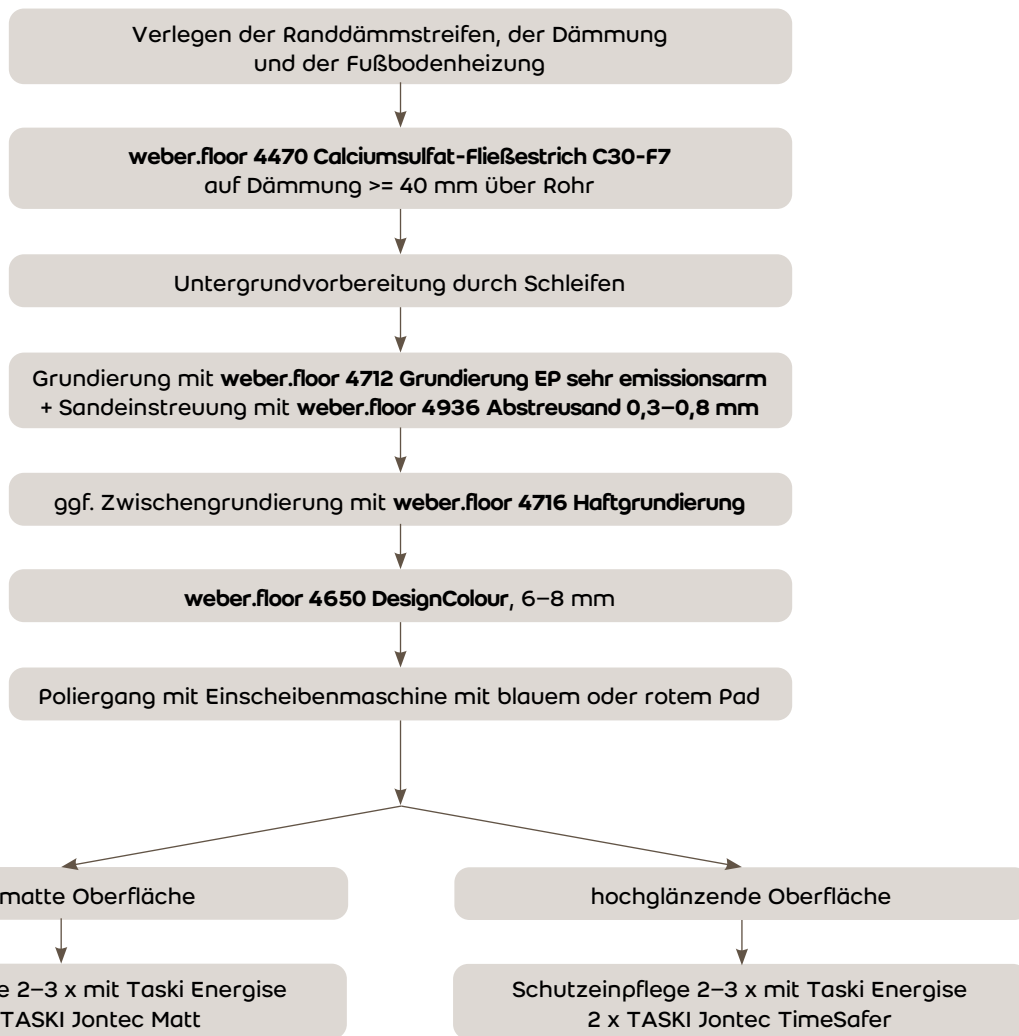 Verlegen der Randdämmstreifen, der Dämmung
und der Fußbodenheizung
weber.floor 4470 Calciumsulfat-Fließestrich C30-F7
auf Dämmung >= 40 mm über Rohr
Untergrundvorbereitung durch Schleifen
Grundierung mit weber.floor 4712 Grundierung EP sehr emissionsarm
+ Sandeinstreuung mit weber.floor 4936 Abstreusand 0,3–0,8 mm
ggf. Zwischengrundierung mit weber.floor 4716 Haftgrundierung
weber.floor 4650 DesignColour, 6–8 mm
Poliergang mit Einscheibenmaschine mit blauem oder rotem Pad
matte Oberfläche
2–3 x mit Taski Energise
TASKI Jontec Matt
hochglänzende Oberfläche
Schutzeinpflege 2–3 x mit Taski Energise
2 x TASKI Jontec TimeSafer